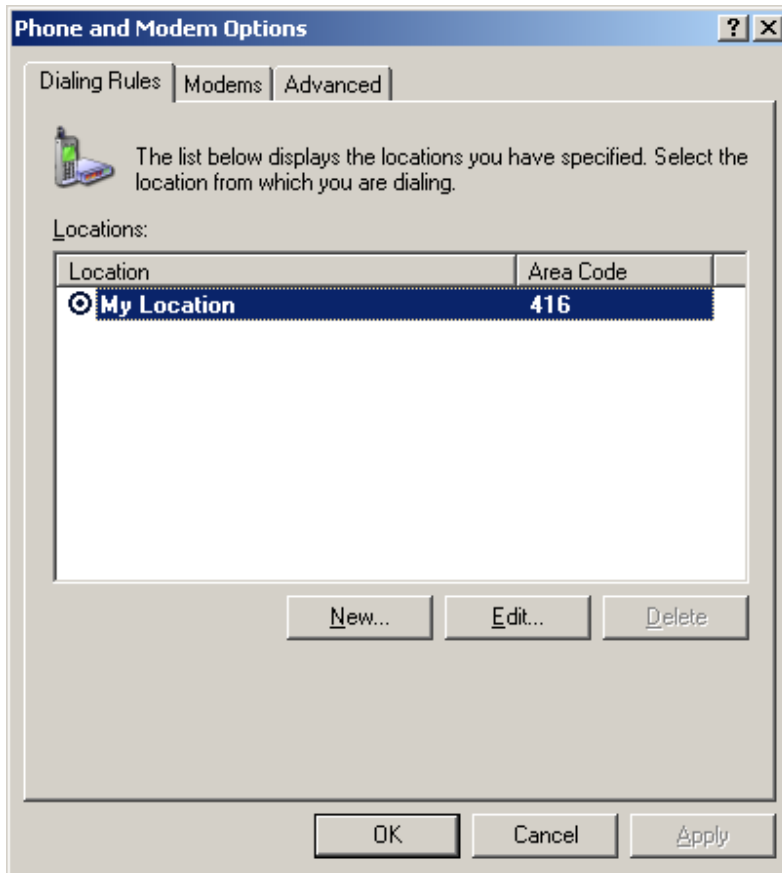 Phone and Modem Options
Dialing Rules Modems Advanced
The list below displays the locations you have specified. Select the
location from which you are dialing.
Locations:
Location Area Code
My Location 416
New... Edit... Delete
OK Cancel Apply